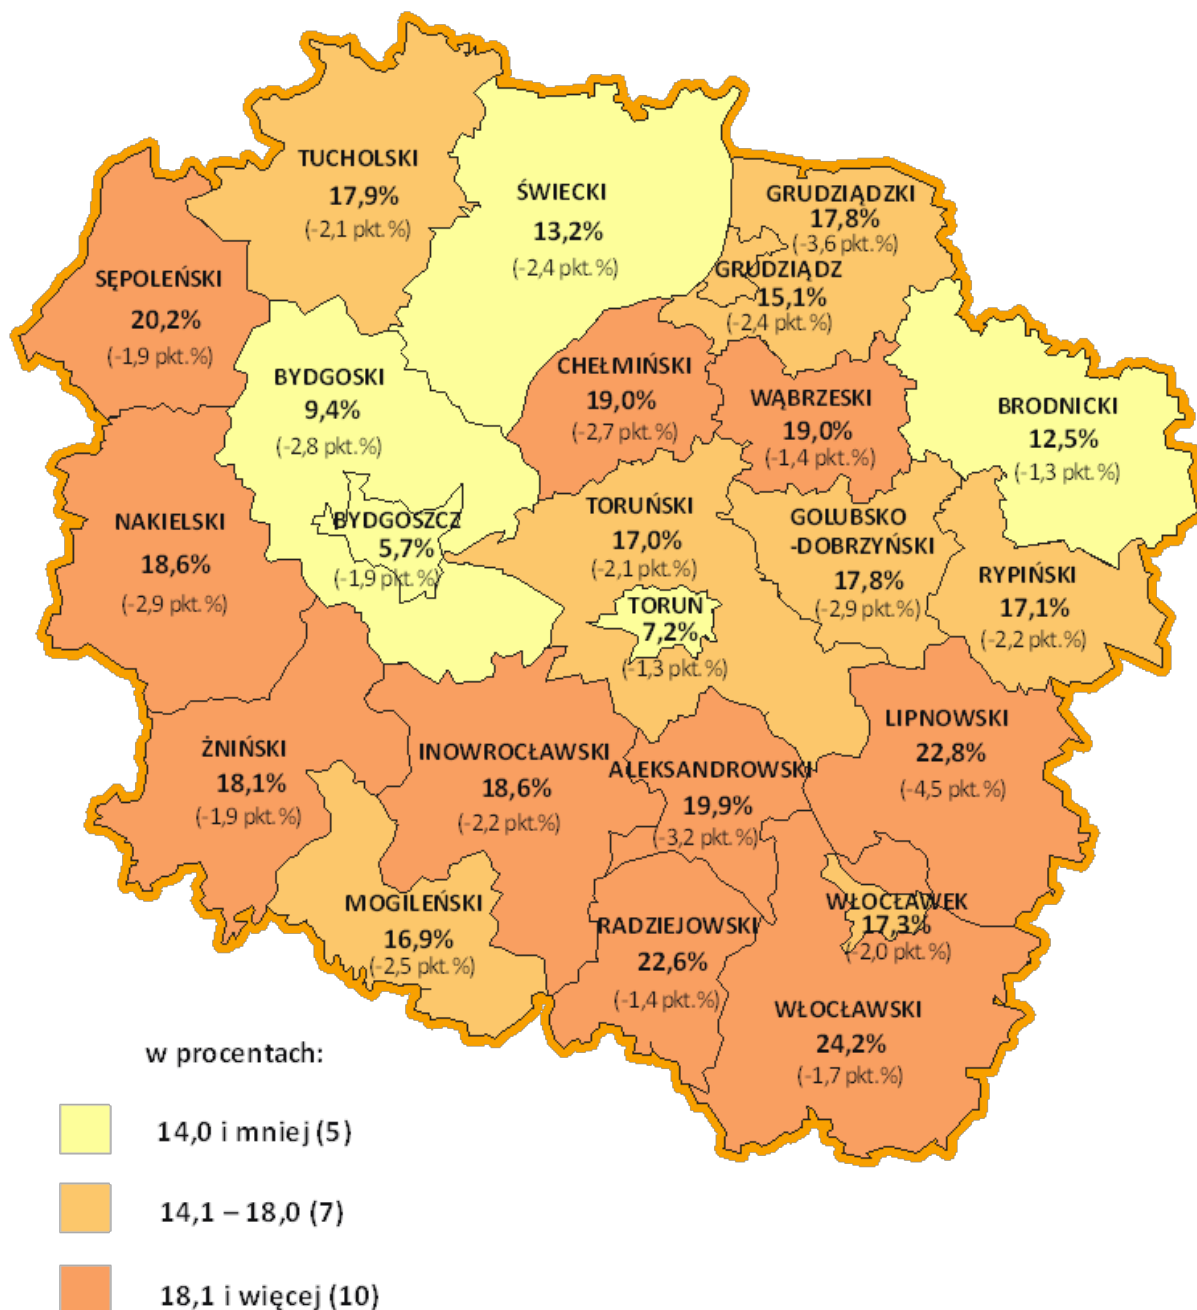 TUCHOLSKI
17,9%
(-2,1 pkt.%)
ŚWIECKI
13,2%
(-2,4 pkt.%)
GRUDZIĄDZKI
17,8%
(-3,6 pkt.%)
GRUDZIĄDZ
15,1%
(-2,4 pkt.%)
SĘPOLEŃSKI
20,2%
(-1,9 pkt.%)
BYDGOSKI
9,4%
(-2,8 pkt.%)
CHEŁMIŃSKI
19,0%
(-2,7 pkt.%)
WĄBRZESKI
19,0%
(-1,4 pkt.%)
BRODNICKI
12,5%
(-1,3 pkt.%)
NAKIELSKI
18,6%
(-2,9 pkt.%)
BYDGOSZCZ
5,7%
(-1,9 pkt.%)
TORUŃSKI
17,0%
(-2,1 pkt.%)
GOLUBSKO
-DOBRZYŃSKI
17,8%
(-2,9 pkt.%)
RYPIŃSKI
17,1%
(-2,2 pkt.%)
TORUŃ
7,2%
(-1,3 pkt.%)
ŻNIŃSKI
18,1%
(-1,9 pkt.%)
INOWROCŁAWSKI
18,6%
(-2,2 pkt.%)
ALEKSANDROWSKI
19,9%
(-3,2 pkt.%)
LIPNOWSKI
22,8%
(-4,5 pkt.%)
MOGILEŃSKI
16,9%
(-2,5 pkt.%)
RADZIEJOWSKI
22,6%
(-1,4 pkt.%)
WŁOCŁAWEK
17,3%
(-2,0 pkt.%)
WŁOCŁAWSKI
24,2%
(-1,7 pkt.%)
w procentach:
14,0 i mniej (5)
14,1 – 18,0 (7)
18,1 i więcej (10)